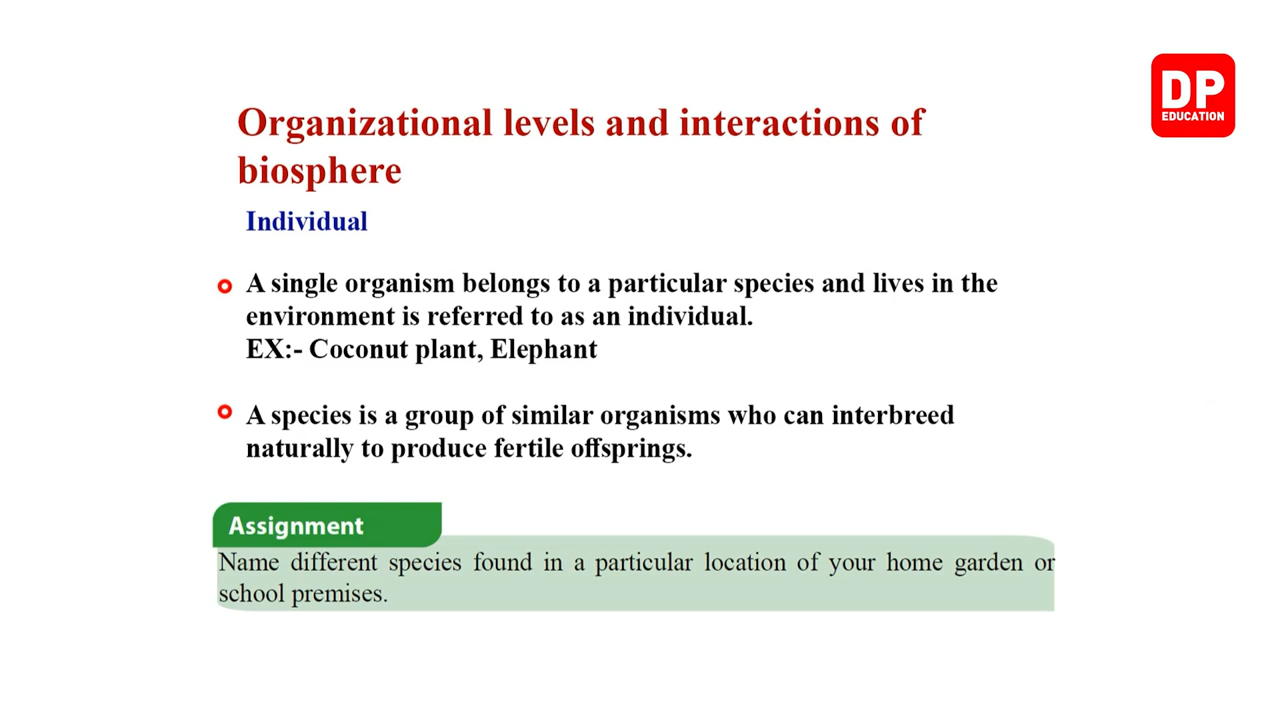 DP
EDUCATION
Organizational levels and interactions of
biosphere
Individual
A single organism belongs to a particular species and lives in the
environment is referred to as an individual.
EX:- Coconut plant, Elephant
A species is a group of similar organisms who can interbreed
naturally to produce fertile offsprings.
Assignment
Name different species found in a particular location of your home garden or
school premises.